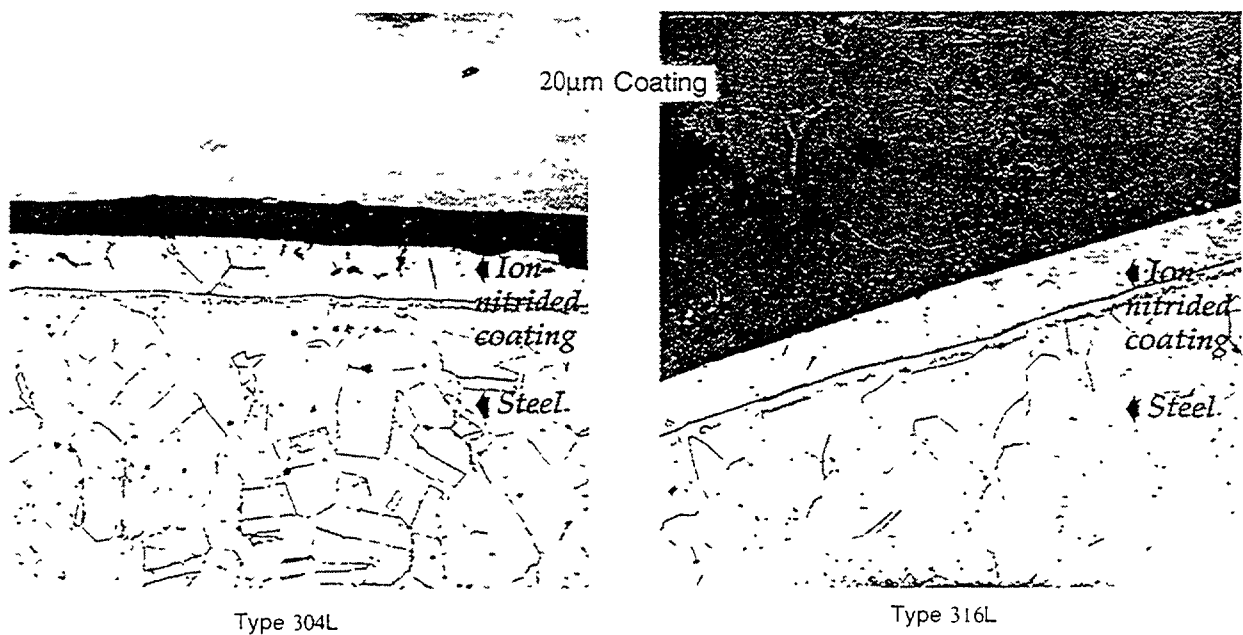 20µm Coating
Ion
nitrided
coating
Steel
Type 304L
Ion
nitrided
coating
Steel
Type 316L